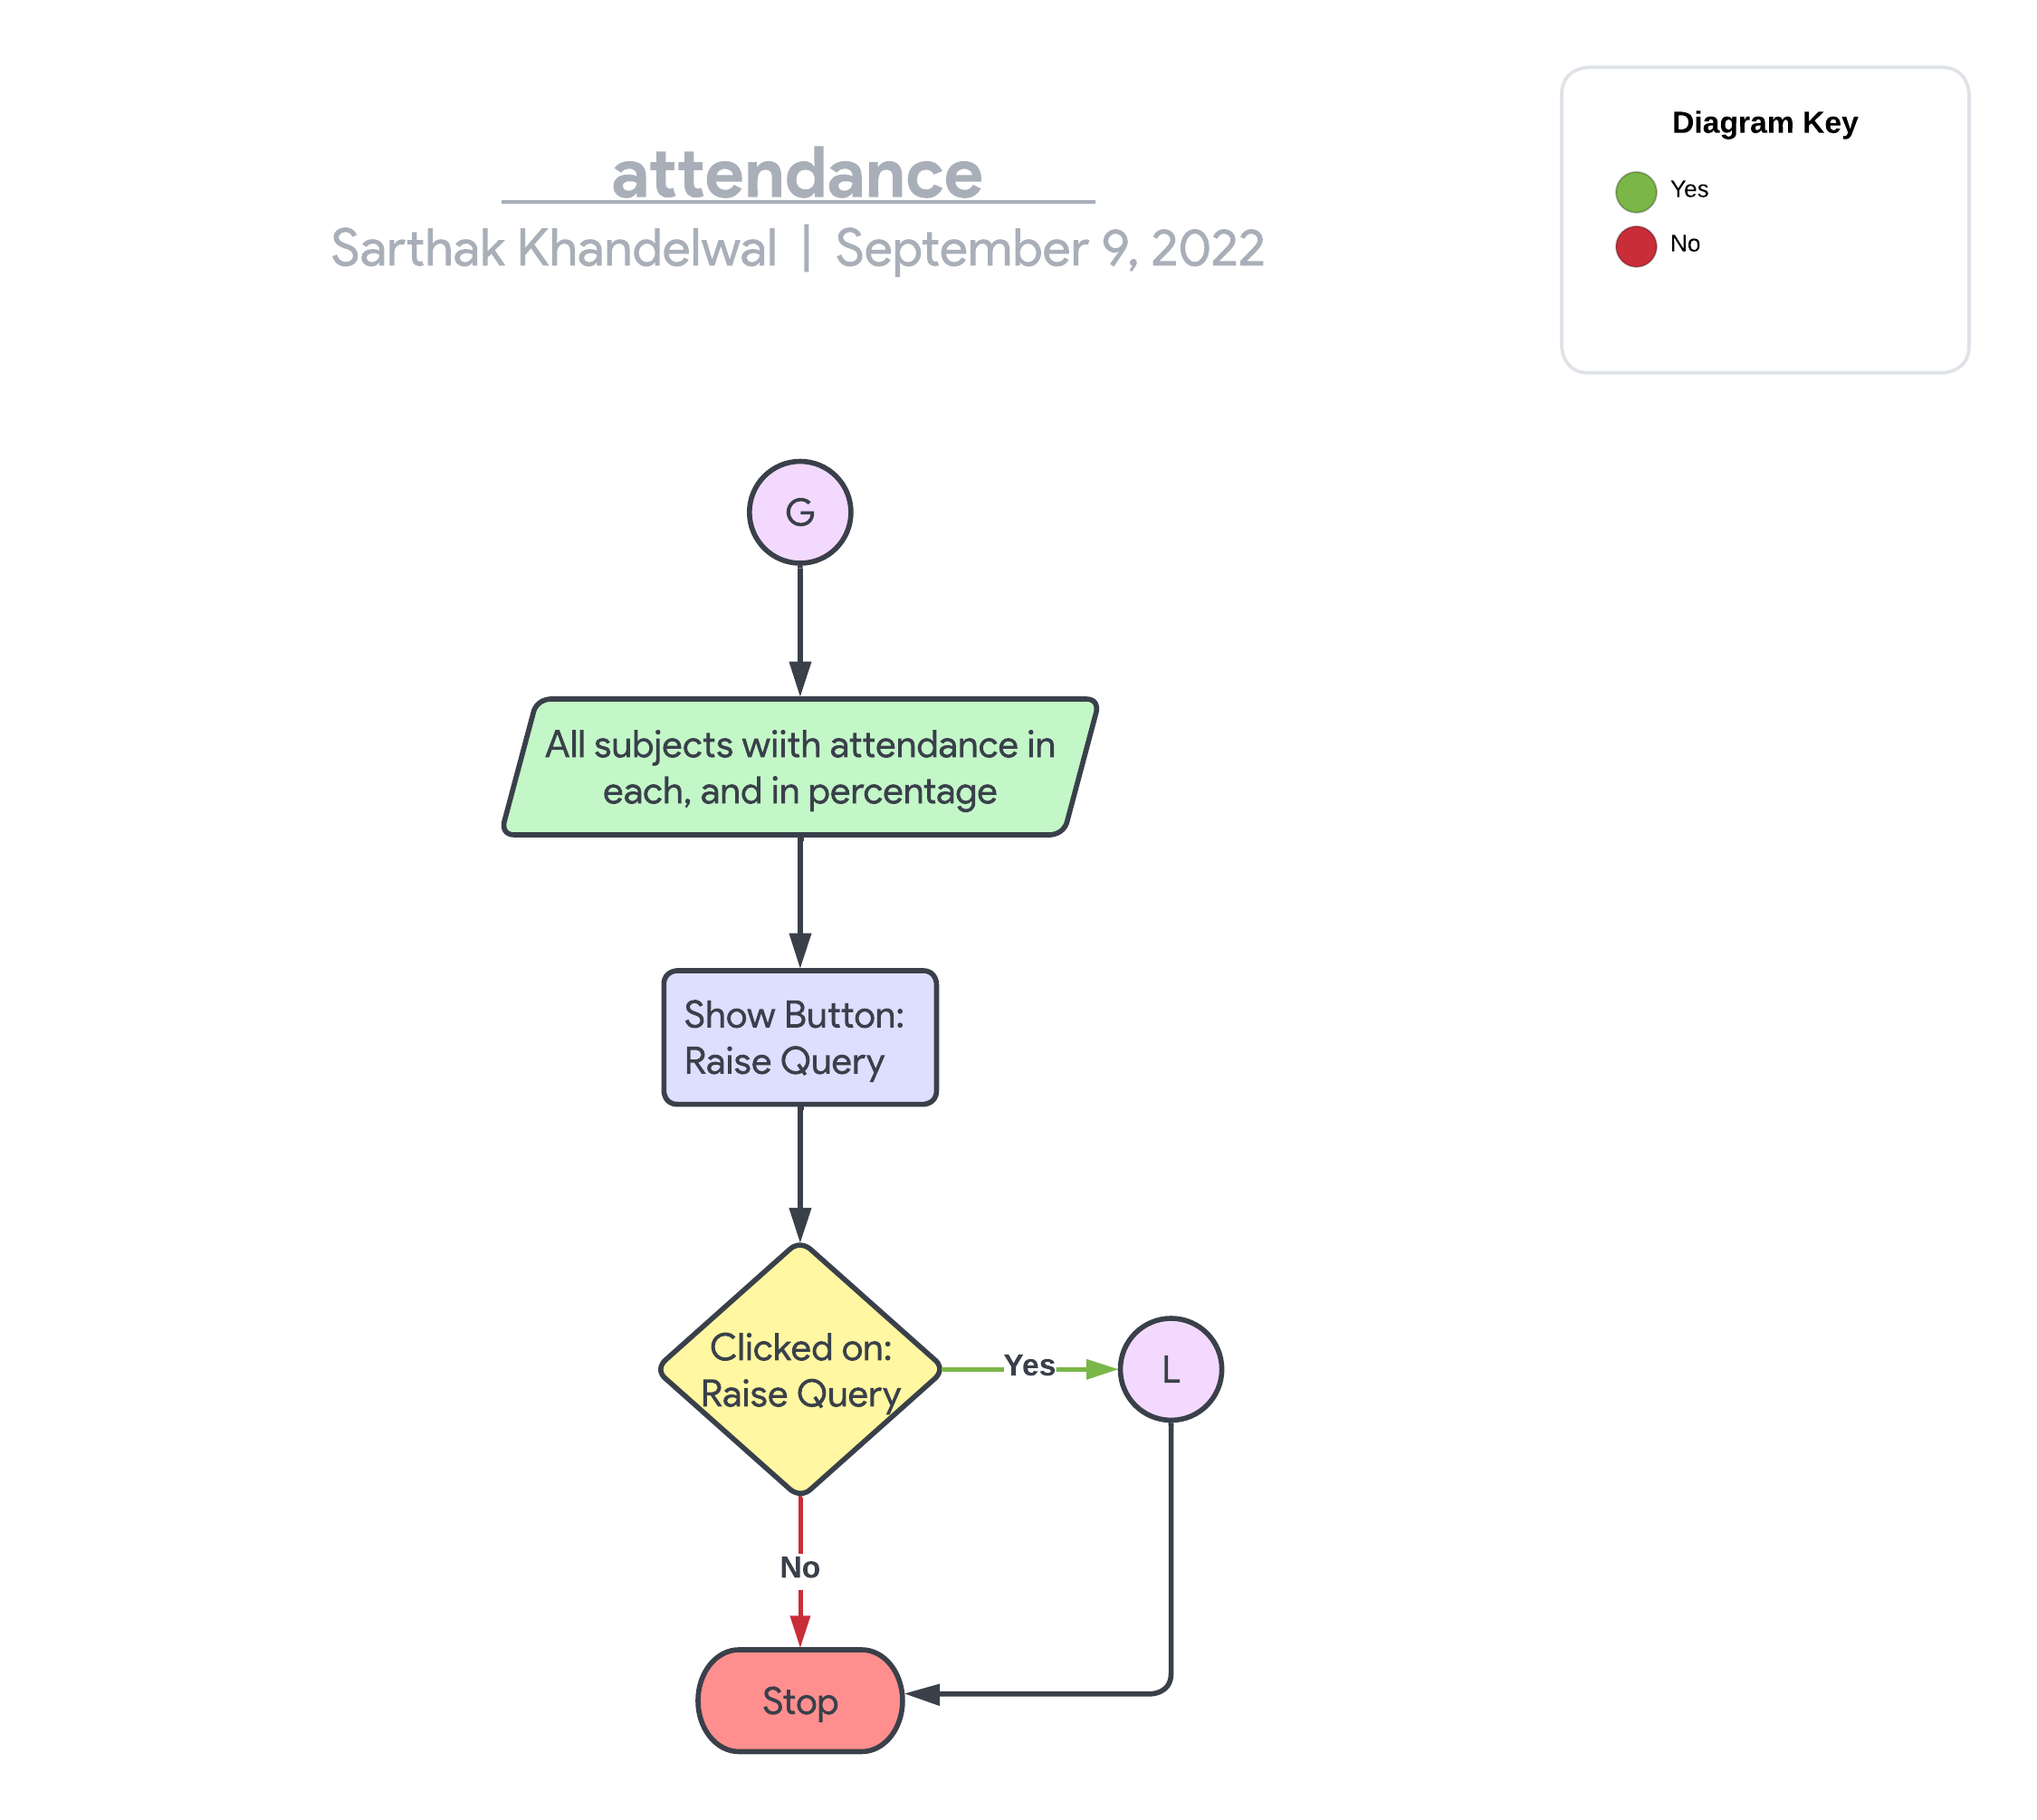 attendance
Sarthak Khandelwal | September 9, 2022
Diagram Key
Yes
No
G
All subjects wiith attendance in
each, and in percentage
Show Button:
Raise Query
Clicked on:
Raise Query
Yes
L
No
Stop